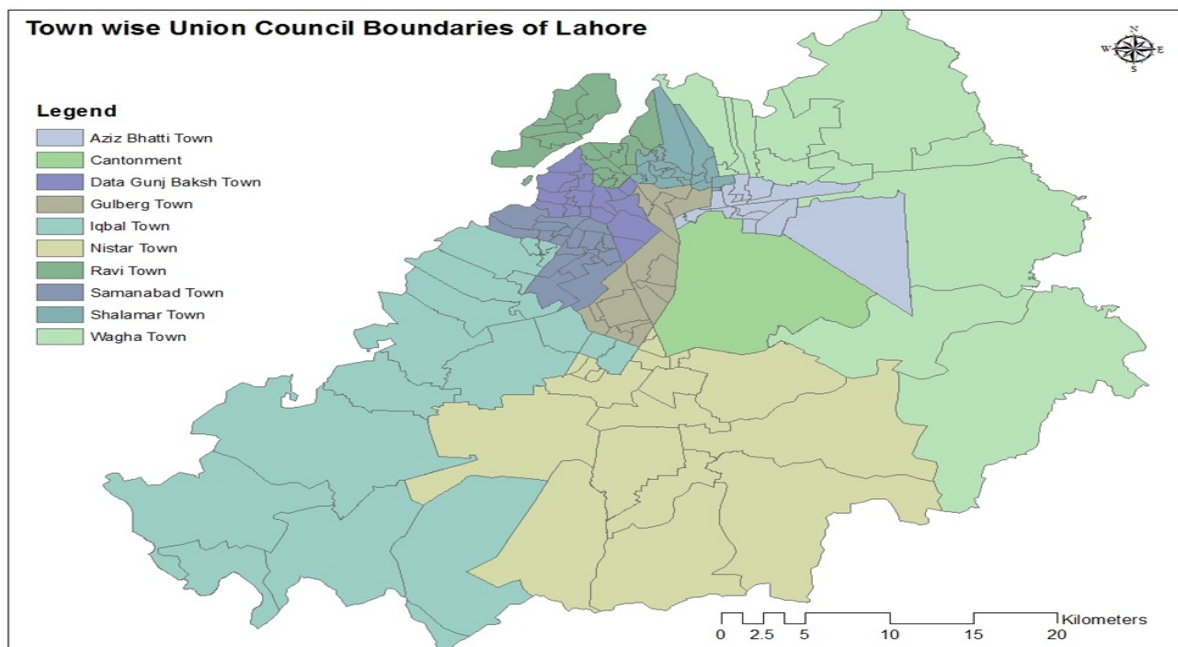 Town wise Union Council Boundaries of Lahore
N
W E
S
Legend
Aziz Bhatti Town
Cantonment
Data Gunj Baksh Town
Gulberg Town
Iqbal Town
Nistar Town
Ravi Town
Samanabad Town
Shalamar Town
Wagha Town
Kilometers
0 2.5 5 10 15 20